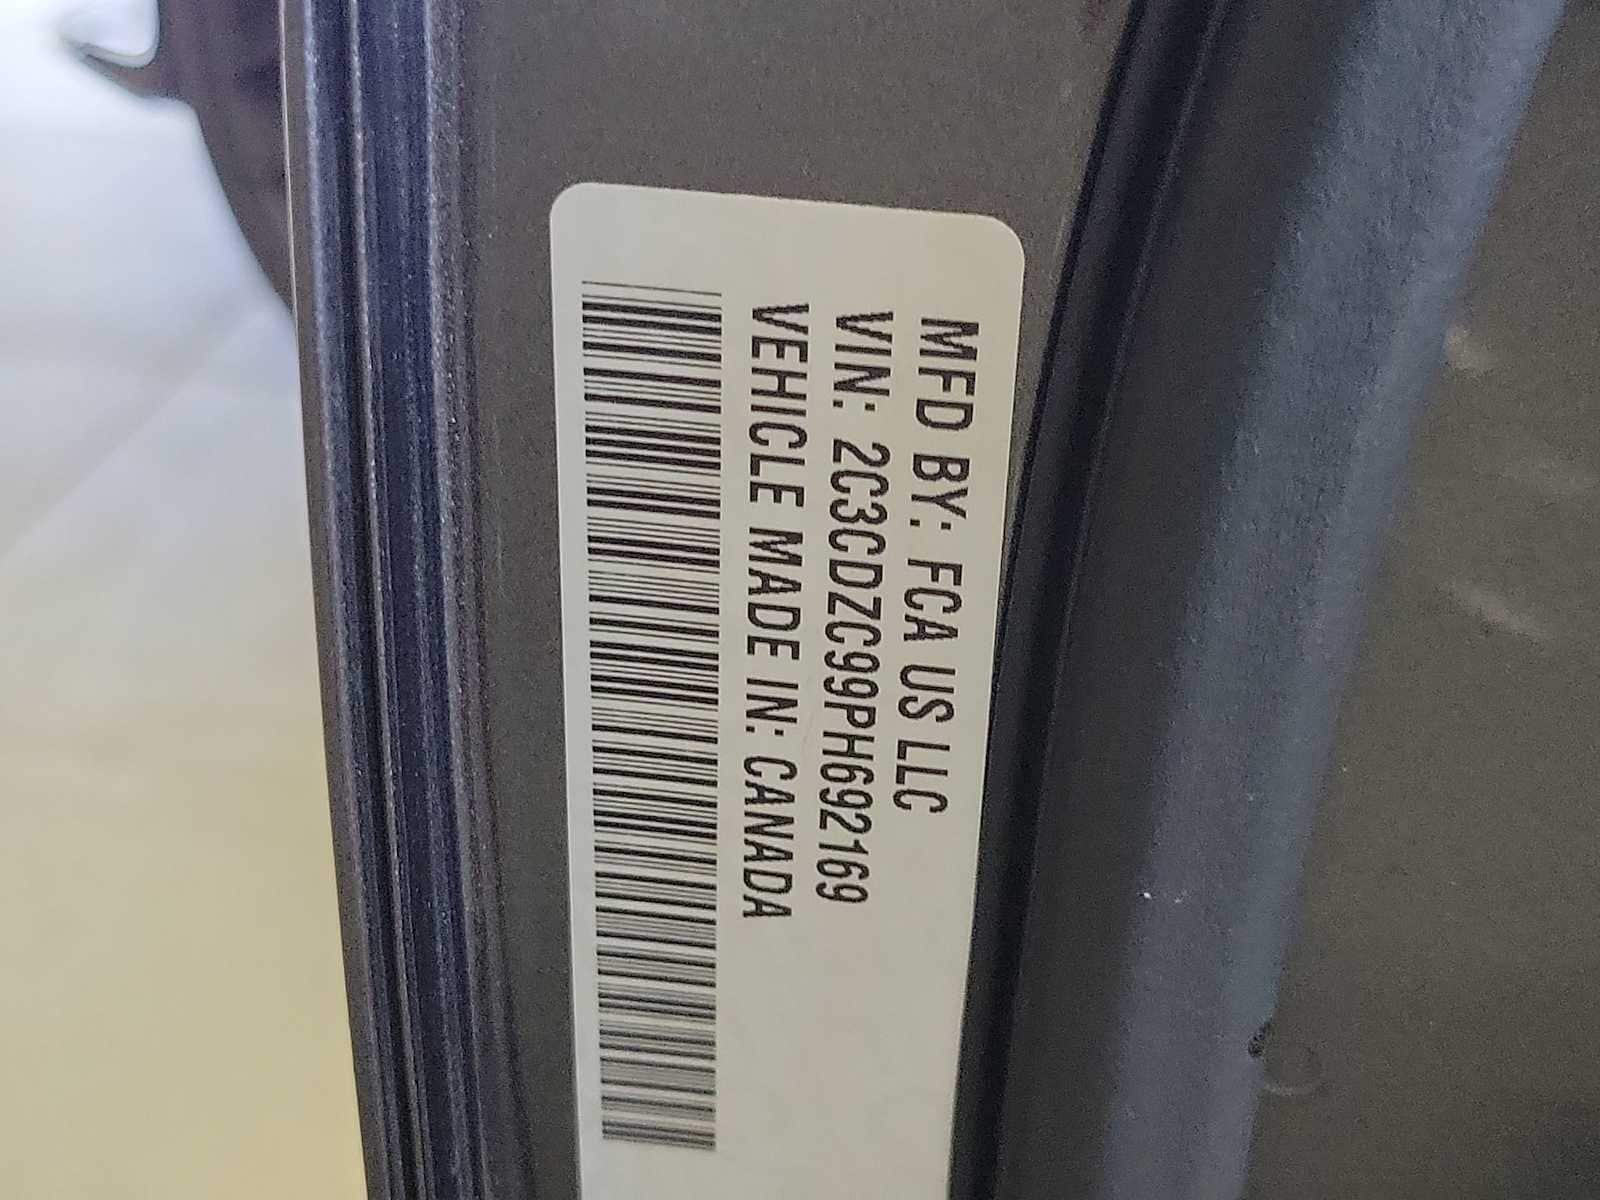 MFD BY: FCA US LLC
VIN: 2C3CDZC99PH692169
VEHICLE MADE IN: CANADA